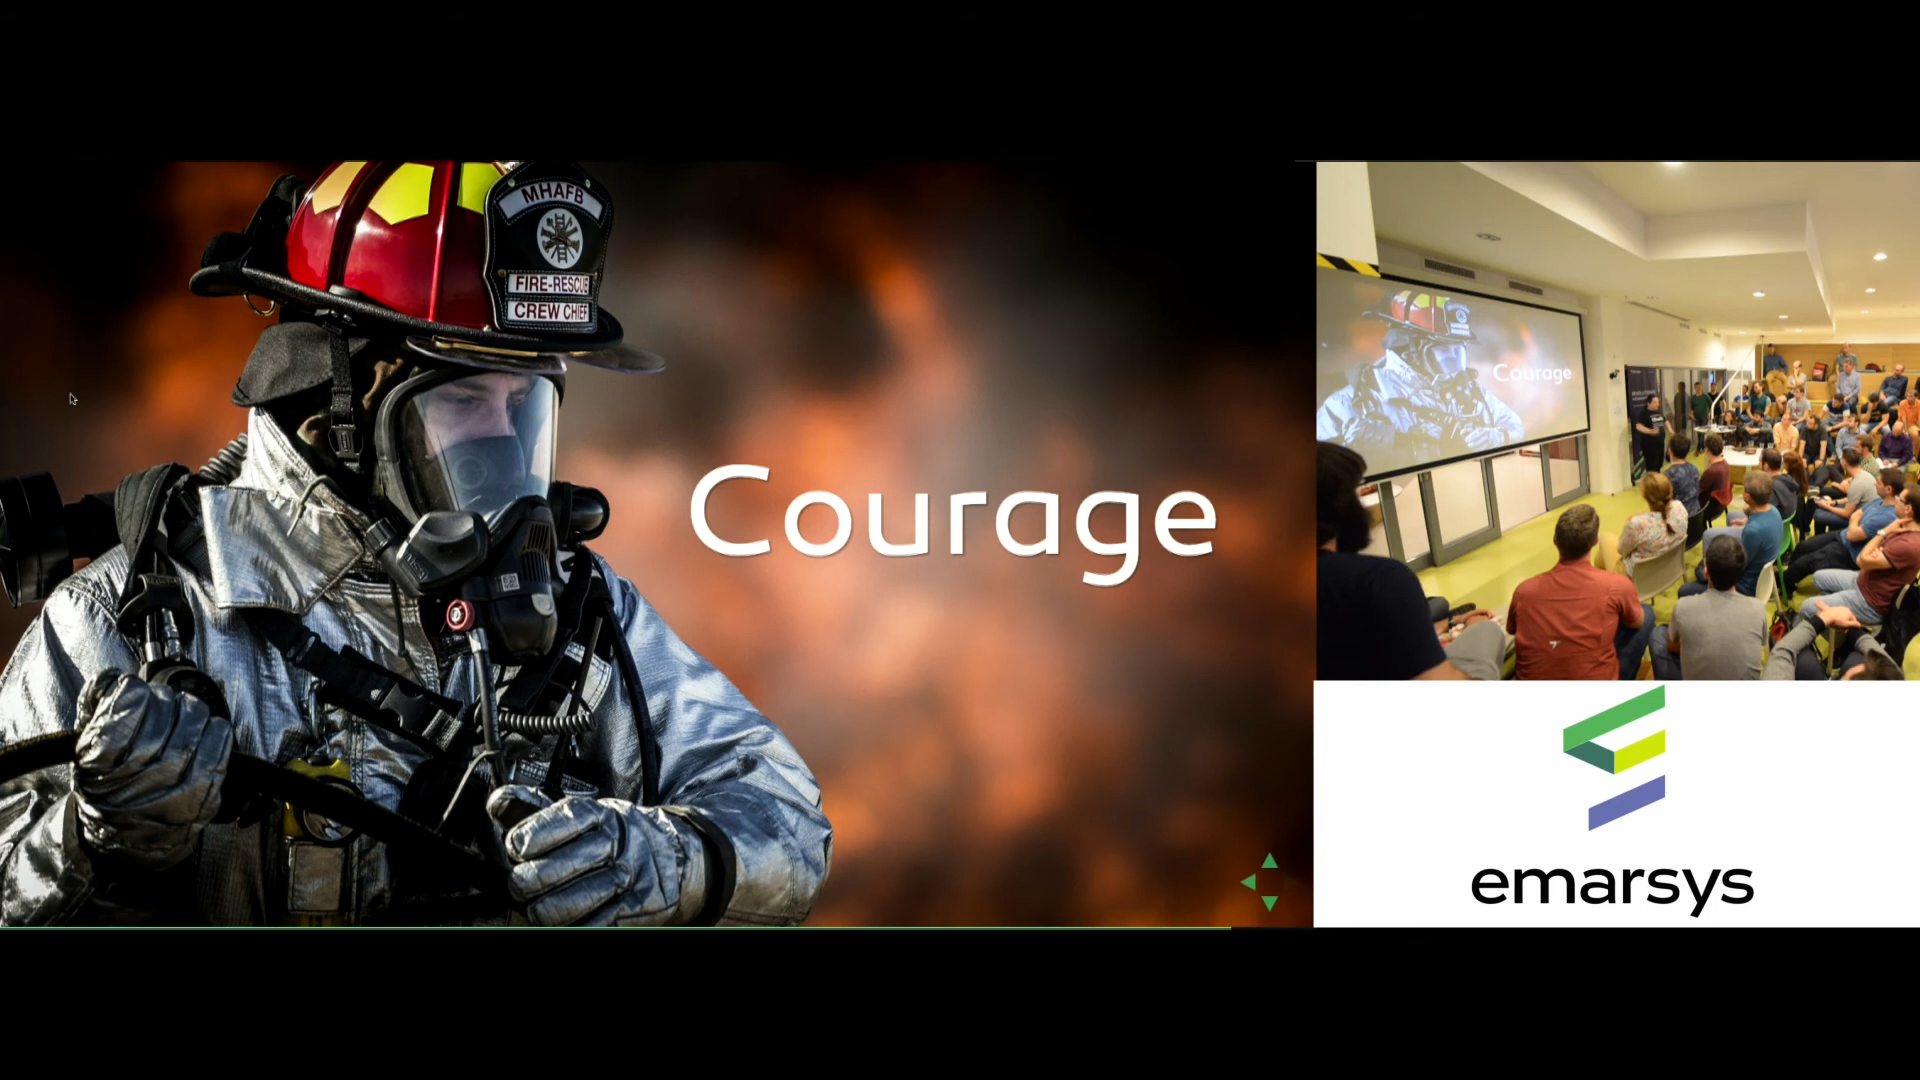 MHAFB
FIRE-RESCUE
CREW CHIEF
Courage
Courage
emarsys